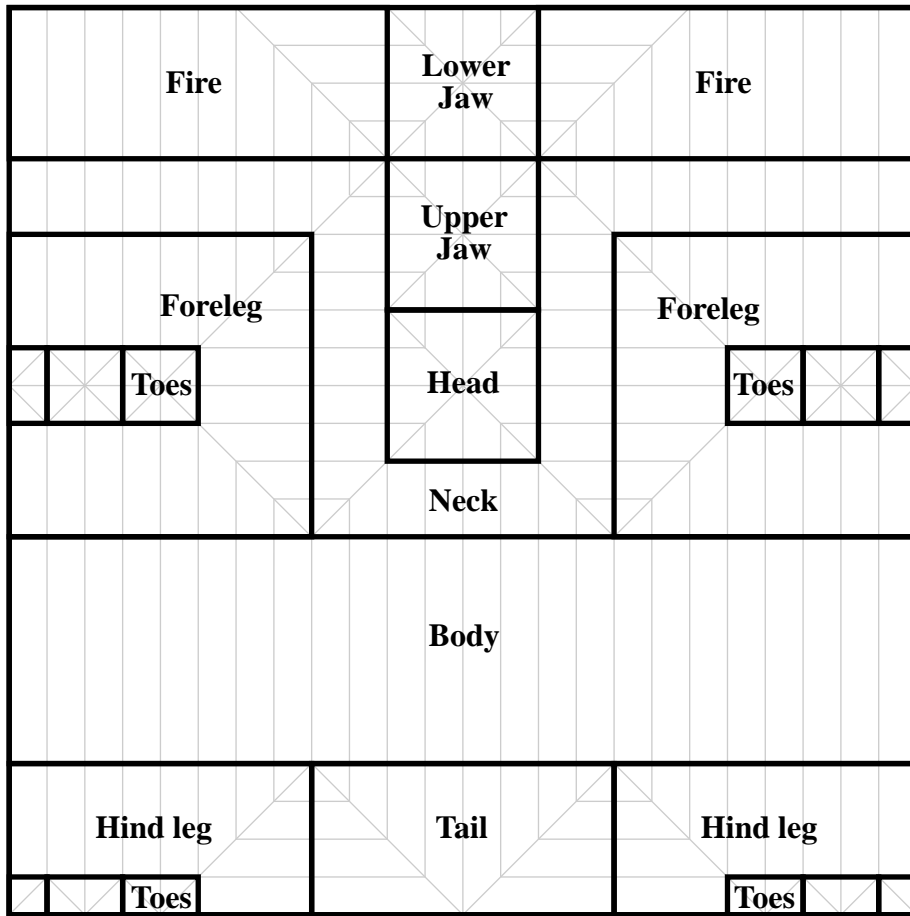 Fire
Lower
Jaw
Fire
Upper
Jaw
Foreleg
Foreleg
Toes
Head
Toes
Neck
Body
Hind leg
Tail
Hind leg
Toes
Toes